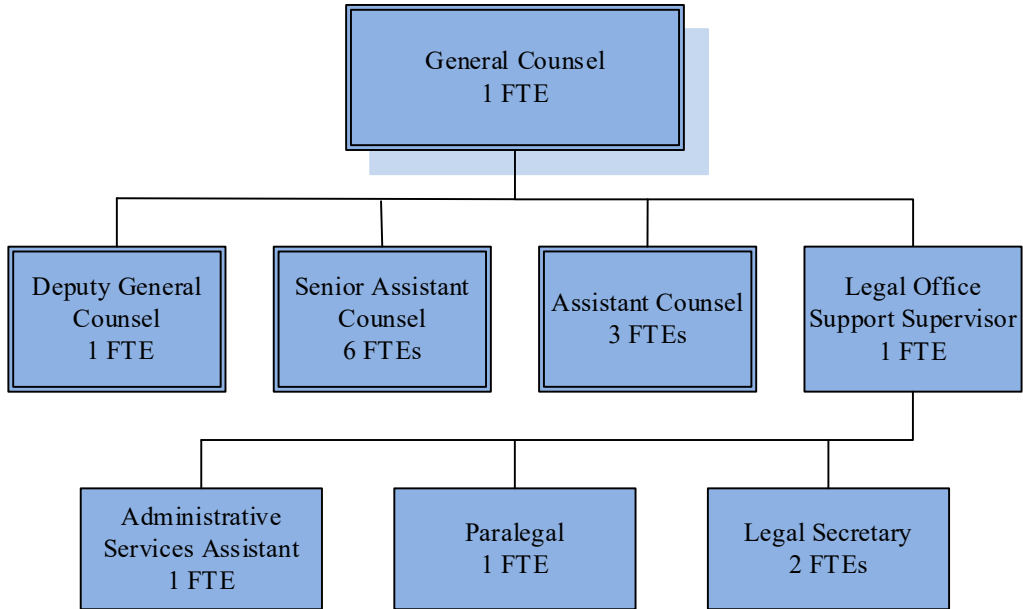 General Counsel
1 FTE
Deputy General
Counsel
1 FTE
Senior Assistant
Counsel
6 FTEs
Assistant Counsel
3 FTEs
Legal Office
Support Supervisor
1 FTE
Administrative
Services Assistant
1 FTE
Paralegal
1 FTE
Legal Secretary
2 FTEs